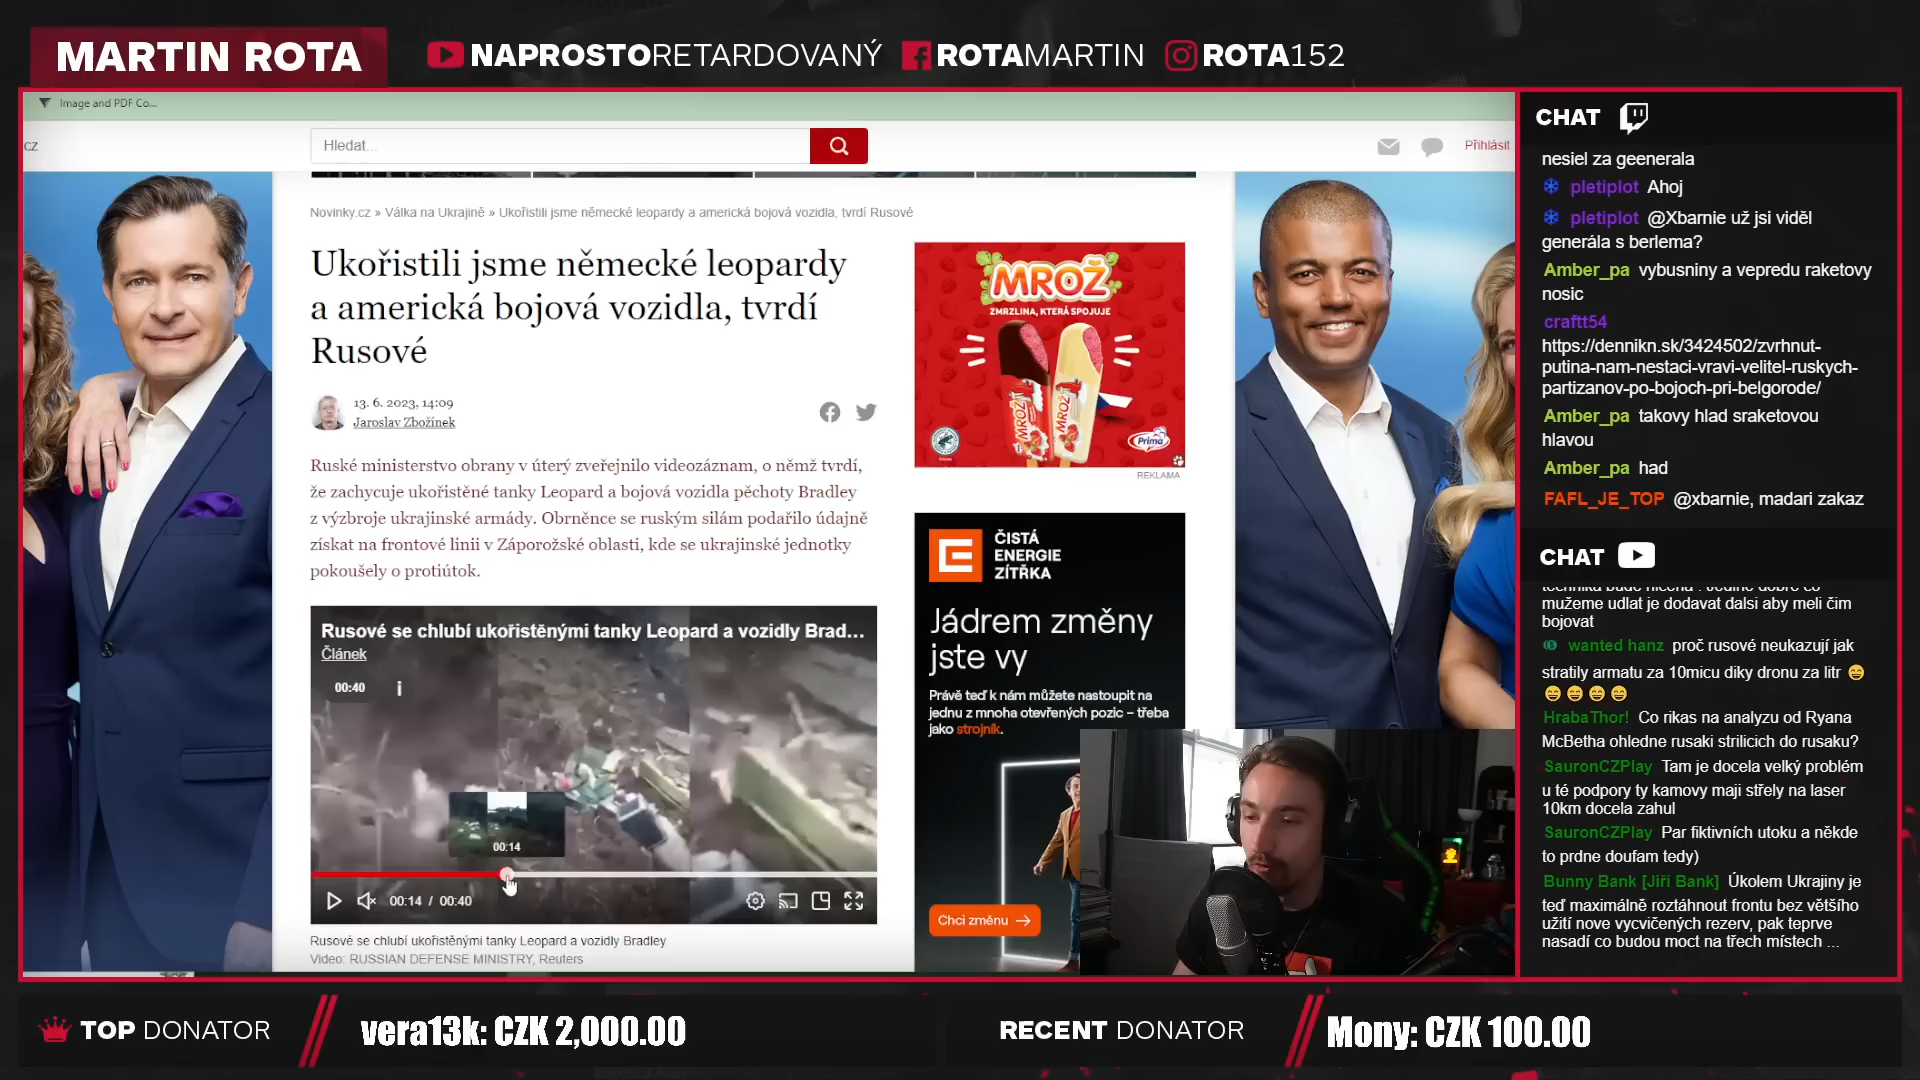 MARTIN ROTA
NAPROSTORETARDOVANÝ
ROTAMARTIN
ROTA152
Image and PDF Co...
cz
Hledat...
Přihlásit
Novinky.cz » Válka na Ukrajině » Ukořistili jsme německé leopardy a americká bojová vozidla, tvrdí Rusové
Ukořistili jsme německé leopardy
a americká bojová vozidla, tvrdí
Rusové
13. 6. 2023, 14:09
Jaroslav Zbožínek
Ruské ministerstvo obrany v úterý zveřejnilo videozáznam, o němž tvrdí,
že zachycuje ukořistěné tanky Leopard a bojová vozidla pěchoty Bradley
z výzbroje ukrajinské armády. Obrněnce se ruským silám podařilo údajně
získat na frontové linii v Záporožské oblasti, kde se ukrajinské jednotky
pokoušely o protiútok.
Rusové se chlubí ukořistěnými tanky Leopard a vozidly Brad...
Článek
00:40
00:14
00:14 / 00:40
Rusové se chlubí ukořistěnými tanky Leopard a vozidly Bradley
Video: RUSSIAN DEFENSE MINISTRY, Reuters
MROŽ
ZMRZLINA, KTERÁ SPOJUJE
MROŽ
MROŽ
Prima
REKLAMA
ČISTÁ
ENERGIE
ZÍTŘKA
Jádrem změny
jste vy
Právě teď k nám můžete nastoupit na
jednu z mnoha otevřených pozic – třeba
jako strojník.
Chci změnu
CHAT
nesiel za geenerala
pletiplot Ahoj
pletiplot @Xbarnie už jsi viděl
generála s berlema?
Amber_pa vybusniny a vepredu raketovy
nosic
craftt54
https://dennikn.sk/3424502/zvrhnut-
putina-nam-nestaci-vravi-velitel-ruskych-
partizanov-po-bojoch-pri-belgorode/
Amber_pa takovy hlad sraketovou
hlavou
Amber_pa had
FAFL_JE_TOP @xbarnie, madari zakaz
CHAT
mužeme udlat je dodavat dalsi aby meli čim
bojovat
wanted hanz proč rusové neukazují jak
stratily armatu za 10micu diky dronu za litr 😄
😄😄😄😄
HrabaThor! Co rikas na analyzu od Ryana
McBetha ohledne rusaki strilicich do rusaku?
SauronCZPlay Tam je docela velký problém
u té podpory ty kamovy maji střely na laser
10km docela zahul
SauronCZPlay Par fiktivních utoku a někde
to prdne doufam tedy)
Bunny Bank [Jiří Bank] Úkolem Ukrajiny je
teď maximálně roztáhnout frontu bez většího
užití nove vycvičených rezerv, pak teprve
nasadí co budou moct na třech místech ...
TOP DONATOR
vera13k: CZK 2,000.00
RECENT DONATOR
Mony: CZK 100.00